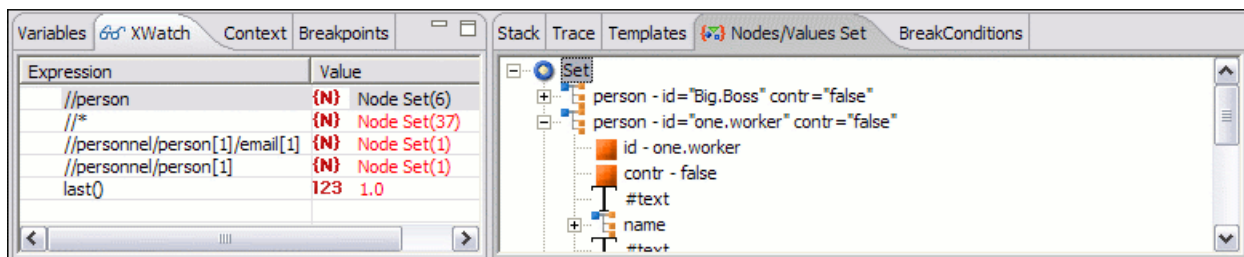 Variables XWatch Context Breakpoints
Expression Value
//person {N} Node Set(6)
//* {N} Node Set(37)
//personnel/person[1]/email[1] {N} Node Set(1)
//personnel/person[1] {N} Node Set(1)
last() 123 1.0
Stack Trace Templates Nodes/Values Set BreakConditions
Set
person - id="Big.Boss" contr="false"
person - id="one.worker" contr="false"
id - one.worker
contr - false
#text
name
#text